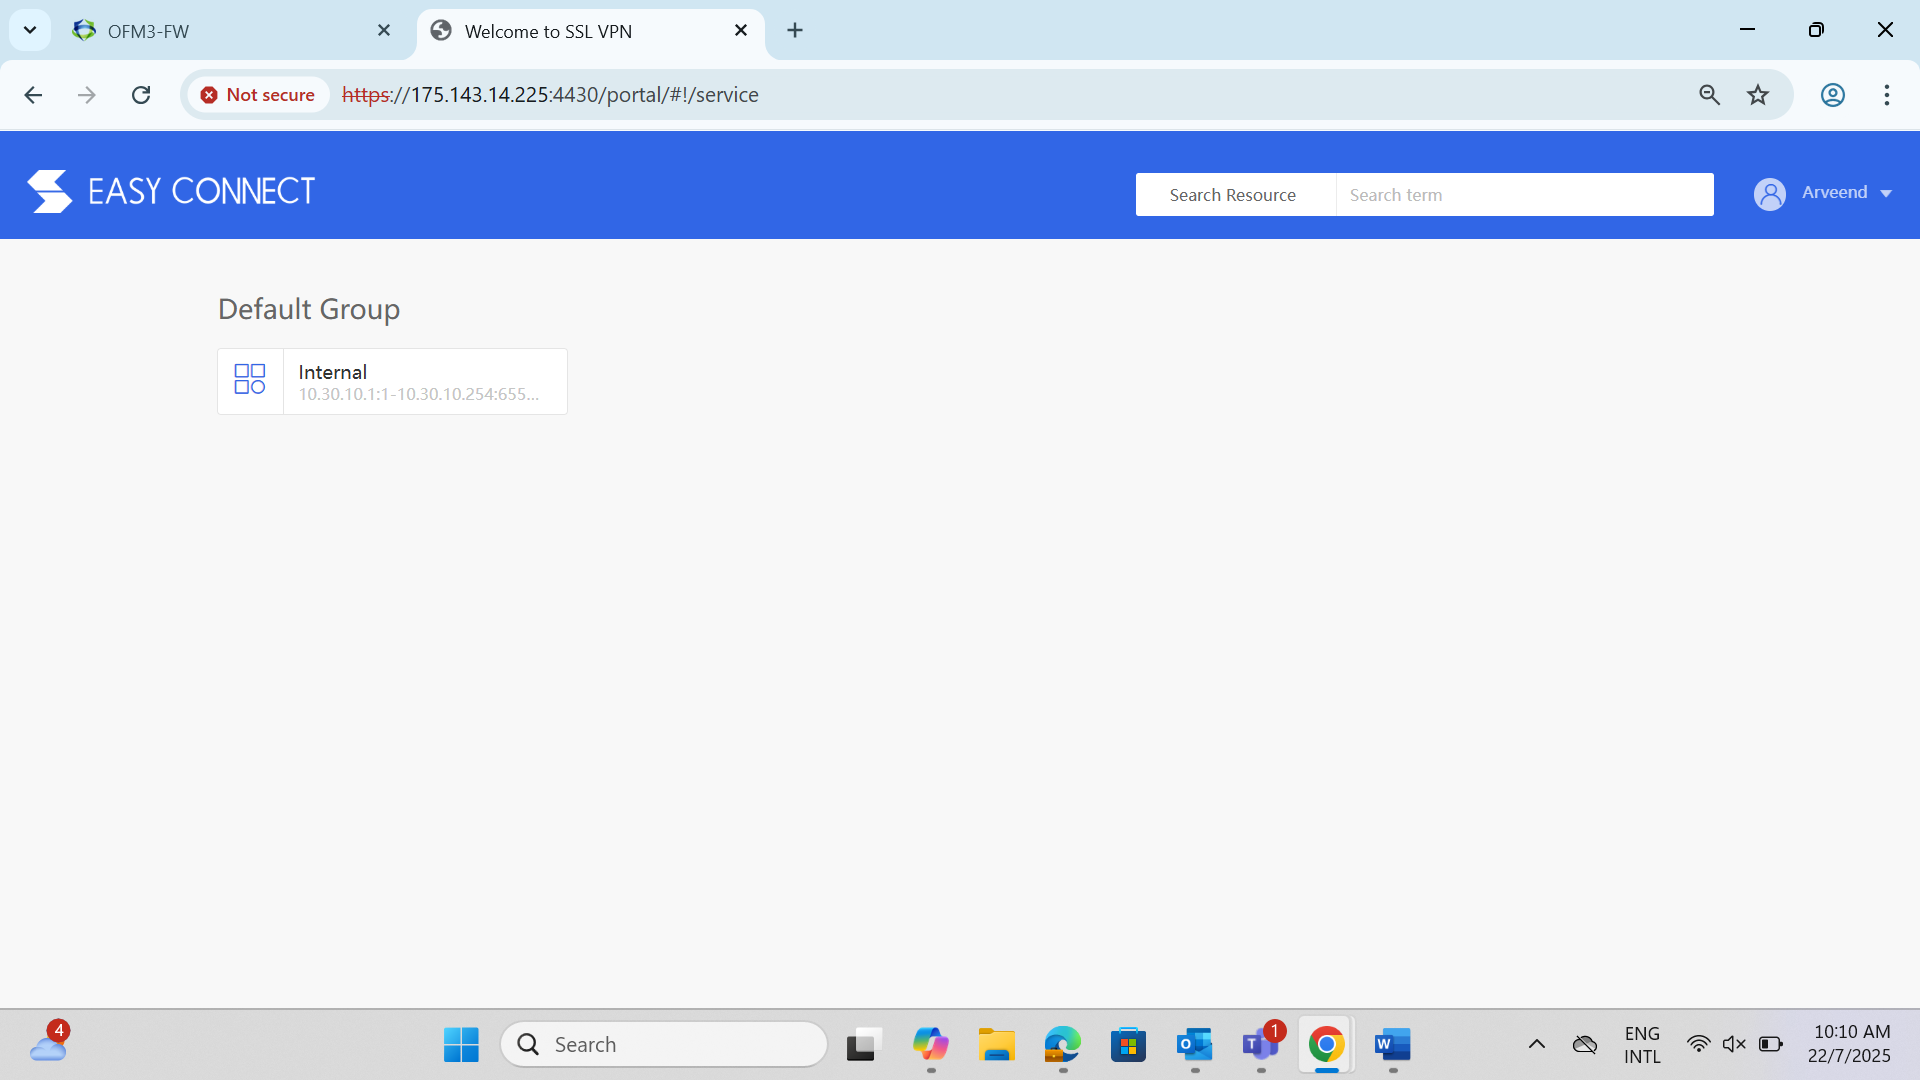 OFM3-FW
Welcome to SSL VPN
Not secure
https://175.143.14.225:4430/portal/#!/service
EASY CONNECT
Search Resource
Search term
Arveend
Default Group
Internal
10.30.10.1:1-10.30.10.254:655...
4
Search
1
ENG
INTL
10:10 AM
22/7/2025